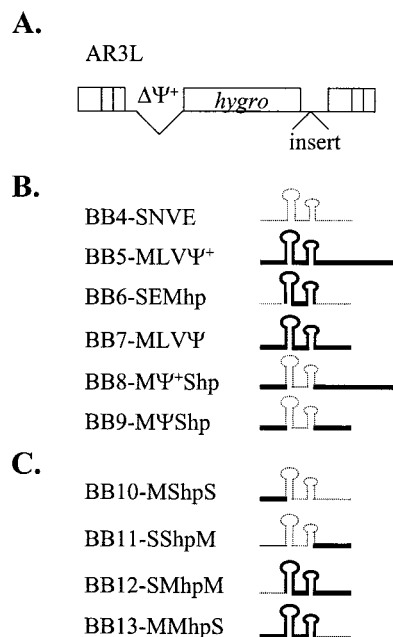 A.
AR3L
ΔΨ+
hygro
insert
B.
BB4-SNVE
BB5-MLVΨ+
BB6-SEMhp
BB7-MLVΨ
BB8-MΨ+Shp
BB9-MΨShp
C.
BB10-MShpS
BB11-SShpM
BB12-SMhpM
BB13-MMhpS